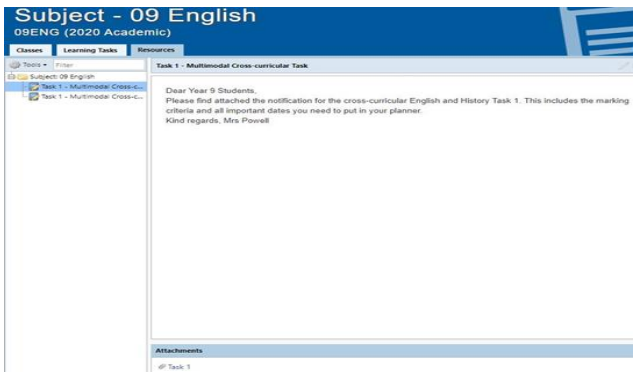 Subject - 09 English
09ENG (2020 Academic)
Classes Learning Tasks Resources
Tools Filter
Subject: 09 English
Task 1 - Multimodal Cross-c...
Task 1 - Multimodal Cross-c...
Task 1 - Multimodal Cross-curricular Task
Dear Year 9 Students,
Please find attached the notification for the cross-curricular English and History Task 1. This includes the marking
criteria and all important dates you need to put in your planner.
Kind regards, Mrs Powell
Attachments
Task 1